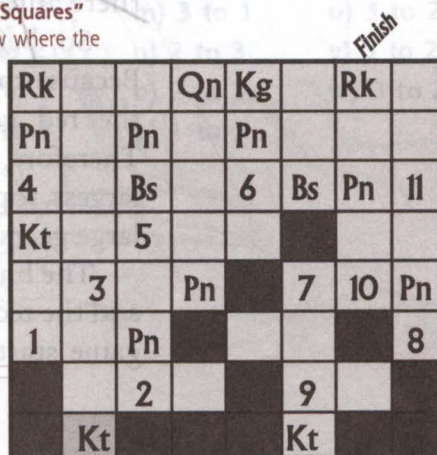 Squares"
w where the
Finish
Rk Qn Kg Rk
Pn Pn Pn
4 Bs 6 Bs Pn 11
Kt 5
3 Pn 7 10 Pn
1 Pn 8
2 9
Kt Kt